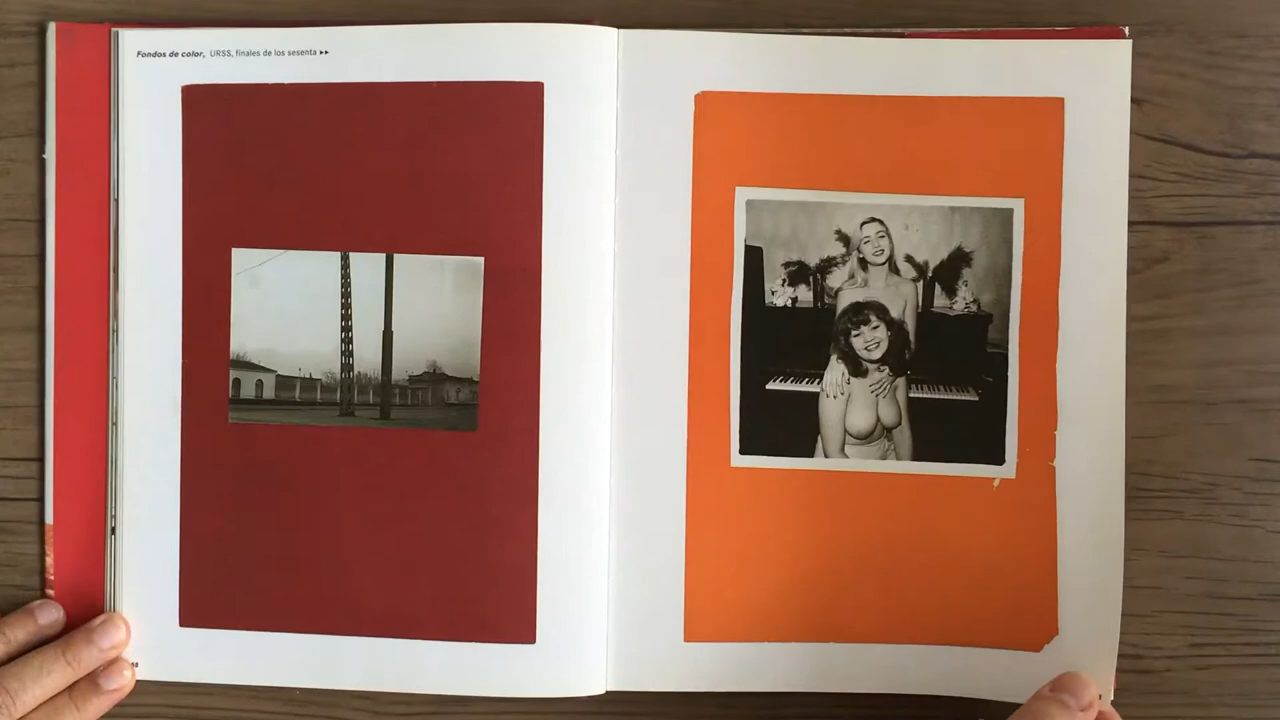 Fondos de color, URSS, finales de los sesenta ▸▸